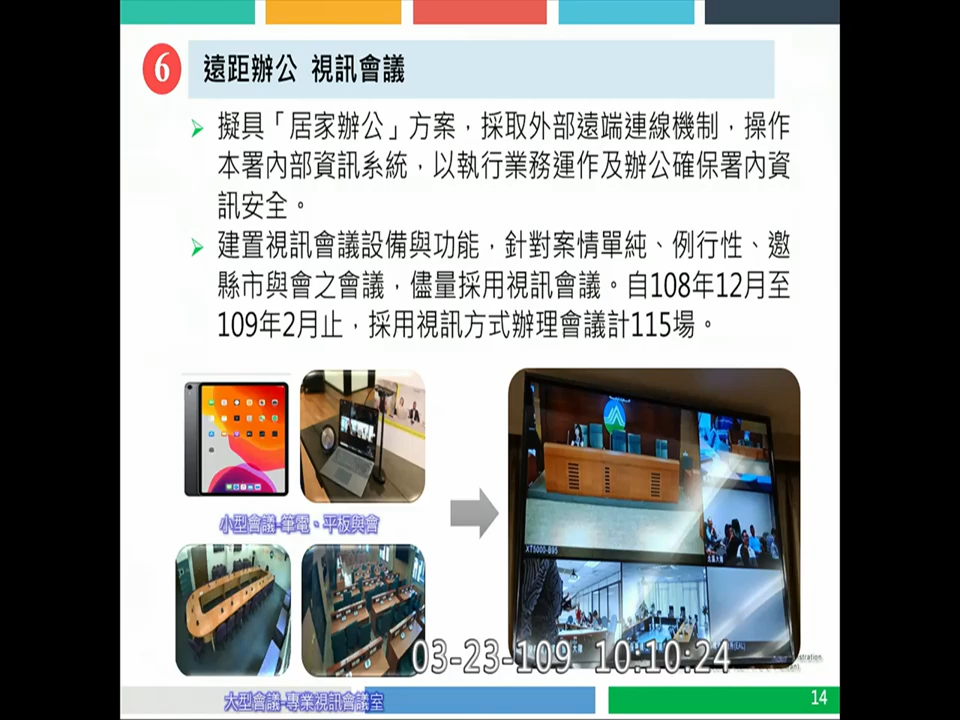 6 遠距辦公 視訊會議
擬具「居家辦公」方案，採取外部遠端連線機制，操作
本署內部資訊系統，以執行業務運作及辦公確保署內資
訊安全。
建置視訊會議設備與功能，針對案情單純、例行性、邀
縣市與會之會議，儘量採用視訊會議。自108年12月至
109年2月止，採用視訊方式辦理會議計115場。
小型會議-筆電、平板與會
XT5000-B95
03-23-109 10:10:24
大型會議-專業視訊會議室
14